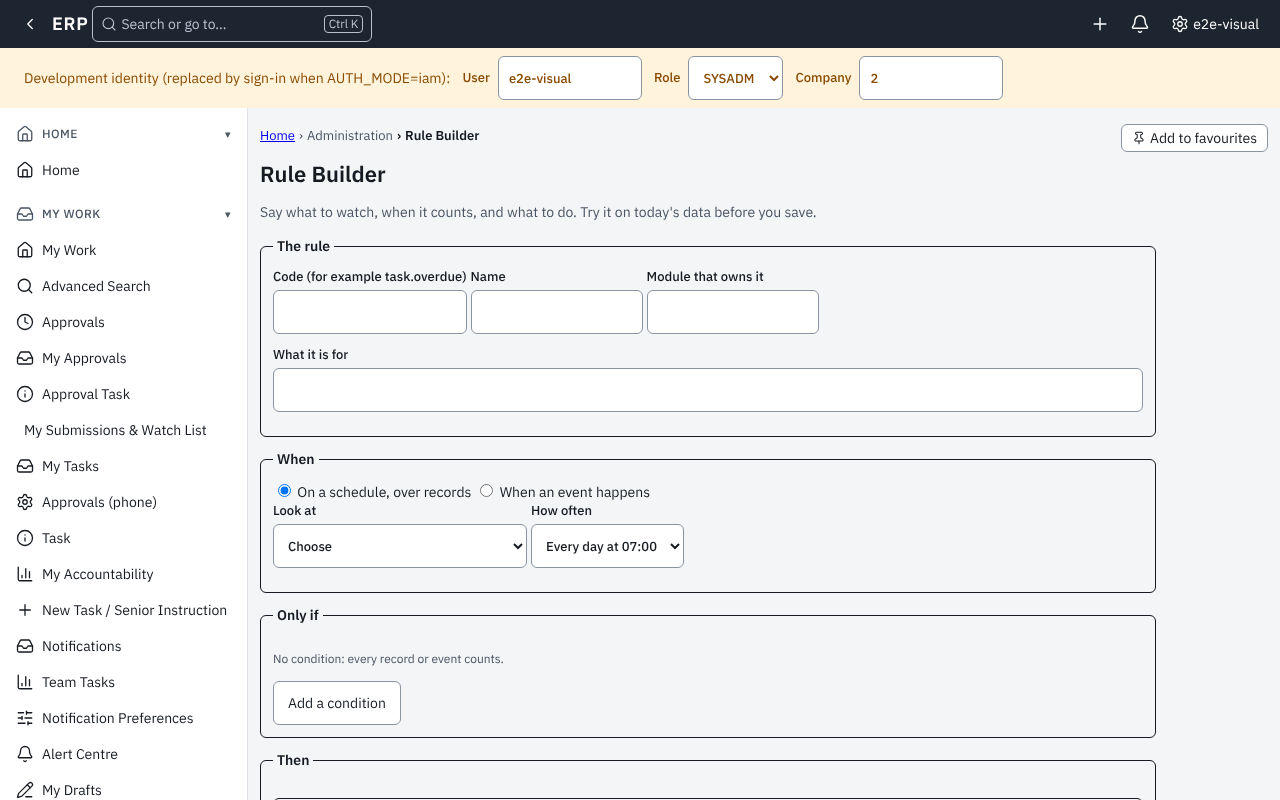 ERP
Search or go to...
Ctrl K
e2e-visual
Development identity (replaced by sign-in when AUTH_MODE=iam): User e2e-visual Role SYSADM Company 2
HOME
Home
MY WORK
My Work
Advanced Search
Approvals
My Approvals
Approval Task
My Submissions & Watch List
My Tasks
Approvals (phone)
Task
My Accountability
New Task / Senior Instruction
Notifications
Team Tasks
Notification Preferences
Alert Centre
My Drafts
Home › Administration › Rule Builder
Add to favourites
Rule Builder
Say what to watch, when it counts, and what to do. Try it on today's data before you save.
The rule
Code (for example task.overdue) Name Module that owns it
What it is for
When
On a schedule, over records When an event happens
Look at How often
Choose Every day at 07:00
Only if
No condition: every record or event counts.
Add a condition
Then